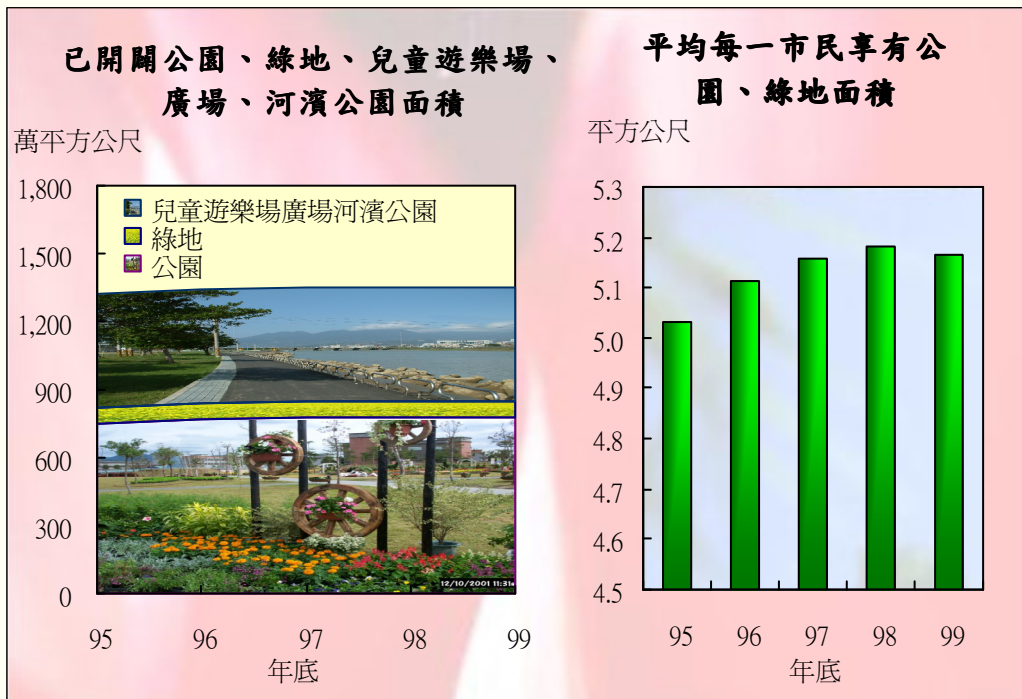 已開闢公園、綠地、兒童遊樂場、
廣場、河濱公園面積
萬平方公尺
1,800
1,500
1,200
900
600
300
0
兒童遊樂場廣場河濱公園
綠地
公園
12/10/2001 11:31a
95 96 97 98 99
年底
平均每一市民享有公
園、綠地面積
平方公尺
5.3
5.2
5.1
5.0
4.9
4.8
4.7
4.6
4.5
95 96 97 98 99
年底